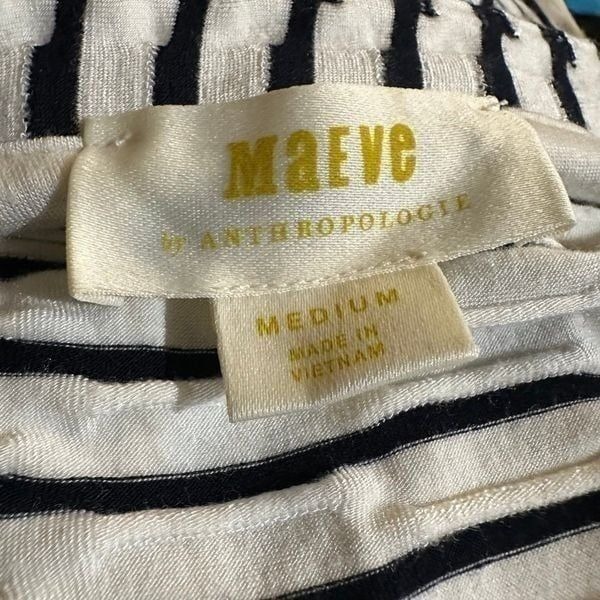 MaEVe
by ANTHROPOLOGIE
MEDIUM
MADE IN
VIETNAM